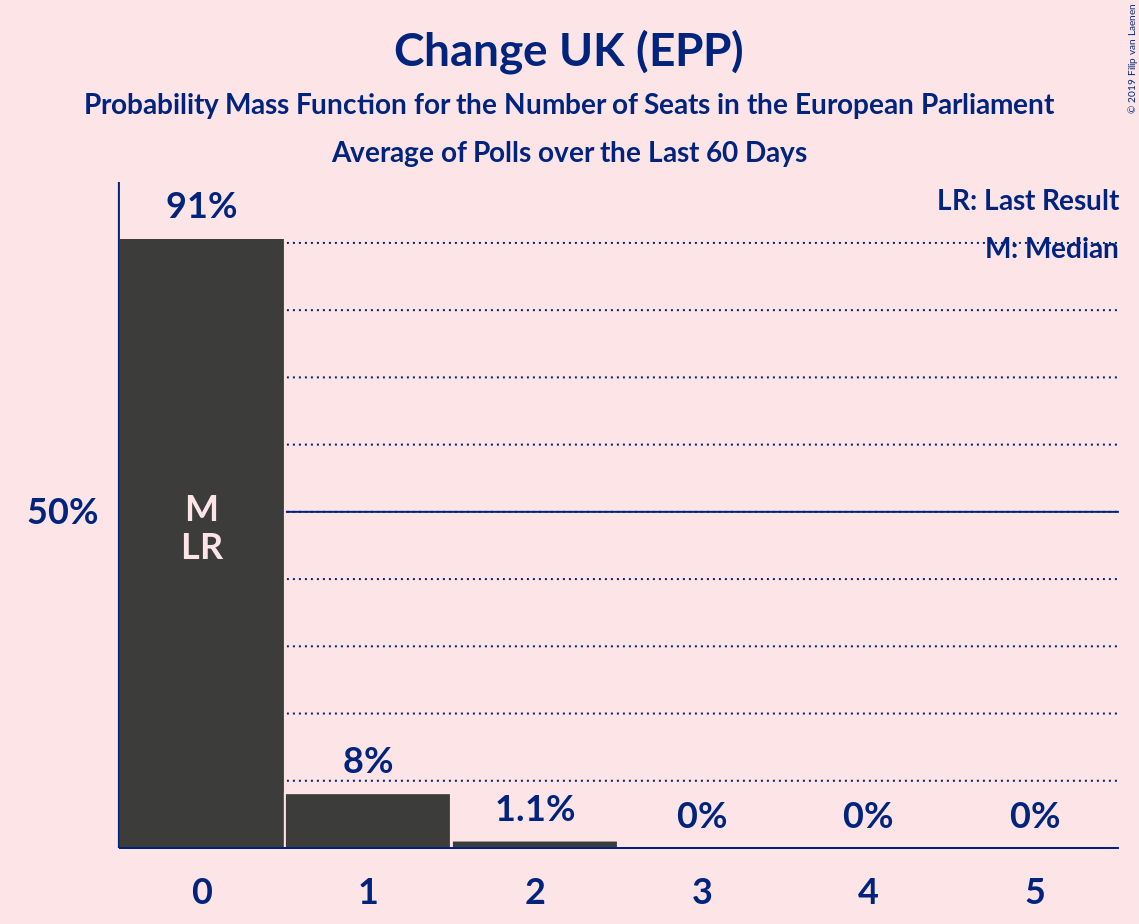 Change UK (EPP)
Probability Mass Function for the Number of Seats in the European Parliament
Average of Polls over the Last 60 Days
© 2019 Filip van Laenen
LR: Last Result
M: Median
91%
50%
M
LR
8%
1.1%
0%
0%
0%
0
1
2
3
4
5